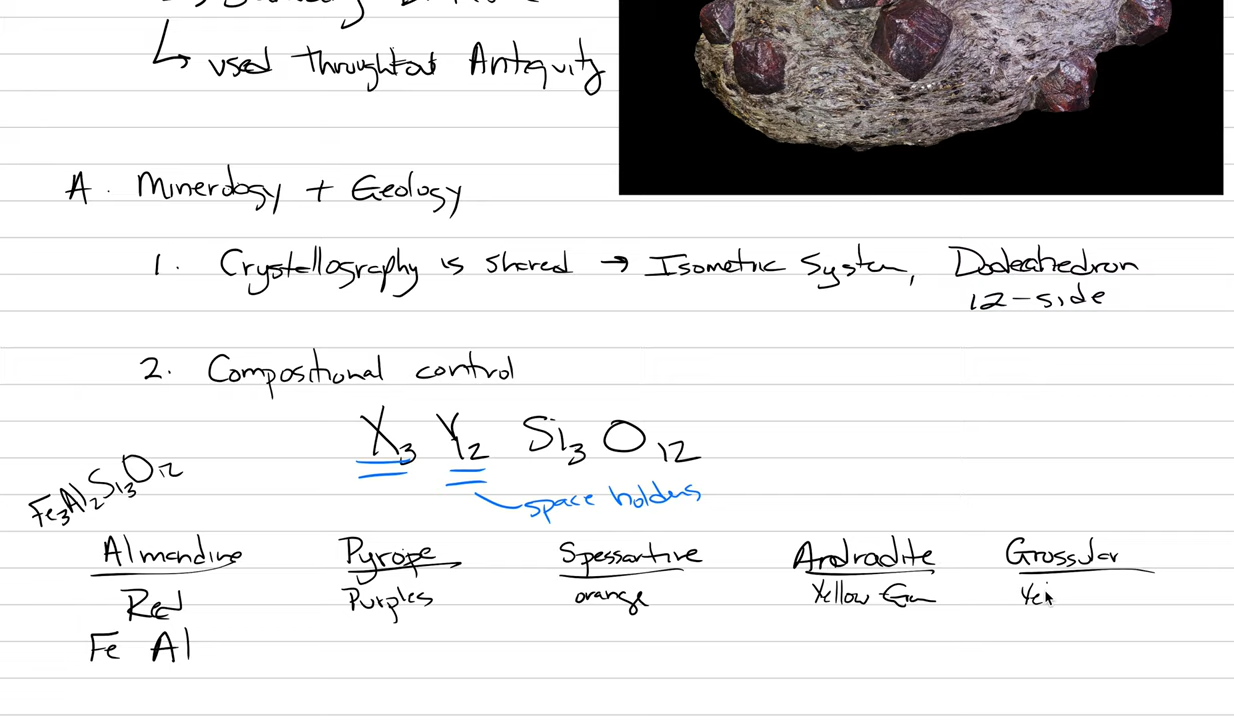 ↳ used throughout Antiquity
A. Minerology + Geology
1. Crystallography is shared → Isometric System, Dodecahedron
12-side
2. Compositional control
X3 Y2 Si3 O12
space holders
Fe3Al2Si3O12
Almandine Pyrope Spessartine Andradite Grossular
Red Purples orange Yellow Yel
Fe Al